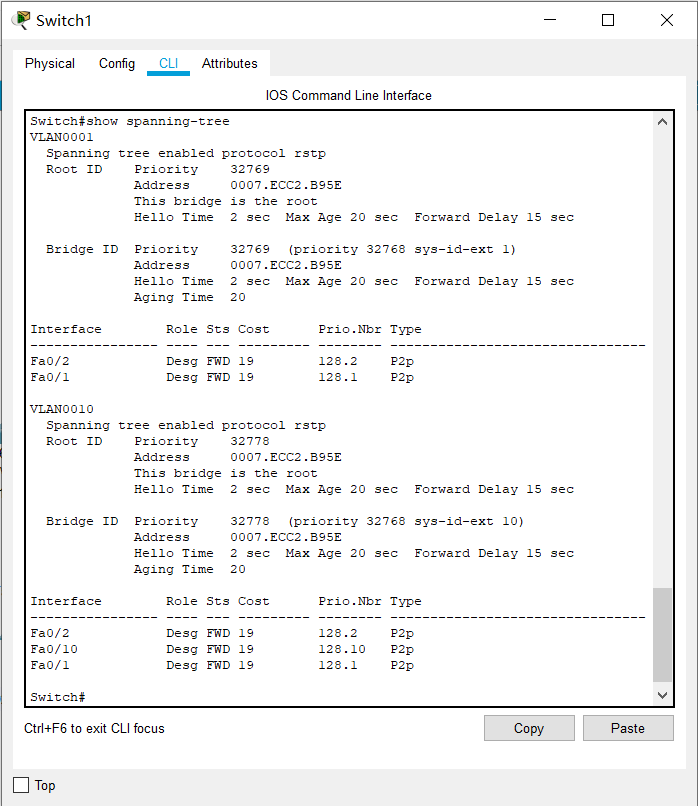 Switch1
Physical Config CLI Attributes
IOS Command Line Interface
Switch#show spanning-tree
VLAN0001
  Spanning tree enabled protocol rstp
  Root ID    Priority    32769
             Address     0007.ECC2.B95E
             This bridge is the root
             Hello Time  2 sec  Max Age 20 sec  Forward Delay 15 sec

  Bridge ID  Priority    32769  (priority 32768 sys-id-ext 1)
             Address     0007.ECC2.B95E
             Hello Time  2 sec  Max Age 20 sec  Forward Delay 15 sec
             Aging Time  20

Interface        Role Sts Cost      Prio.Nbr Type
---------------- ---- --- --------- -------- --------------------------------
Fa0/2            Desg FWD 19        128.2    P2p
Fa0/1            Desg FWD 19        128.1    P2p

VLAN0010
  Spanning tree enabled protocol rstp
  Root ID    Priority    32778
             Address     0007.ECC2.B95E
             This bridge is the root
             Hello Time  2 sec  Max Age 20 sec  Forward Delay 15 sec

  Bridge ID  Priority    32778  (priority 32768 sys-id-ext 10)
             Address     0007.ECC2.B95E
             Hello Time  2 sec  Max Age 20 sec  Forward Delay 15 sec
             Aging Time  20

Interface        Role Sts Cost      Prio.Nbr Type
---------------- ---- --- --------- -------- --------------------------------
Fa0/2            Desg FWD 19        128.2    P2p
Fa0/10           Desg FWD 19        128.10   P2p
Fa0/1            Desg FWD 19        128.1    P2p

Switch#
Ctrl+F6 to exit CLI focus Copy Paste
Top